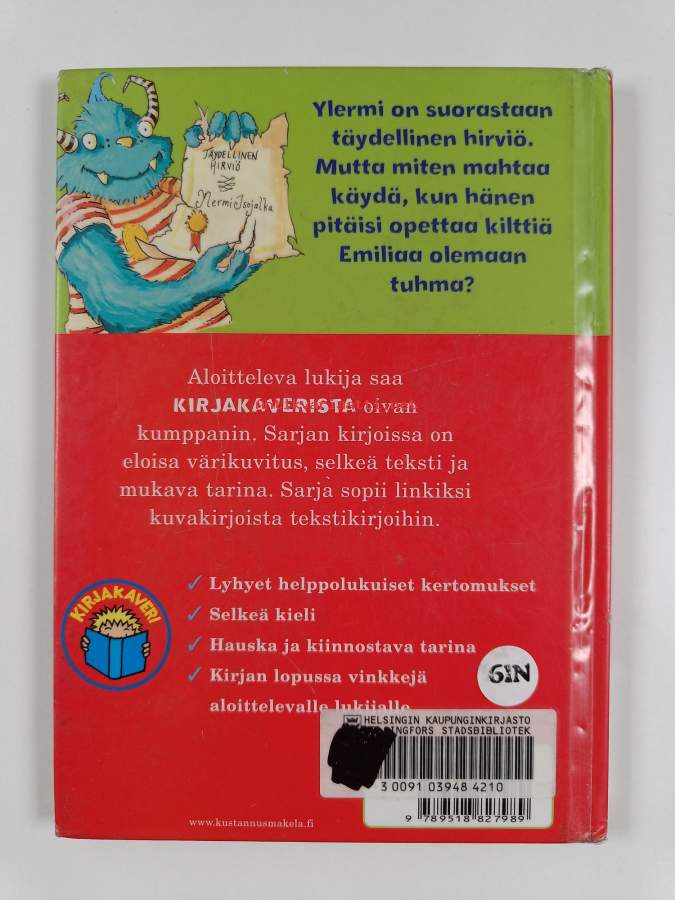 Ylermi on suorastaan
täydellinen hirviö.
Mutta miten mahtaa
käydä, kun hänen
pitäisi opettaa kilttiä
Emiliaa olemaan
tuhma?
TÄYDELLINEN
HIRVIÖ
Ylermi Isojalka
Aloitteleva lukija saa
KIRJAKAVERISTA oivan
kumppanin. Sarjan kirjoissa on
eloisa värikuvitus, selkeä teksti ja
mukava tarina. Sarja sopii linkiksi
kuvakirjoista tekstikirjoihin.
KIRJAKAVERI
✓ Lyhyet helppolukuiset kertomukset
✓ Selkeä kieli
✓ Hauska ja kiinnostava tarina
✓ Kirjan lopussa vinkkejä
aloittelevalle lukijalle
GIN
HELSINGIN KAUPUNGINKIRJASTO
STADSBIBLIOTEK
3 0091 03948 4210
9 789518 827989
www.kustannusmakela.fi